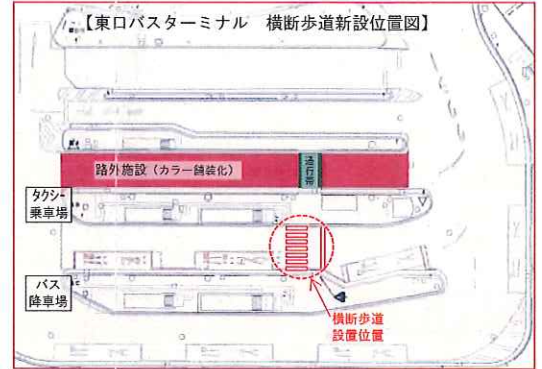 【東口バスターミナル　横断歩道新設位置図】
路外施設（カラー舗装化）
通行帯
タクシー
乗車場
バス
降車場
横断歩道
設置位置